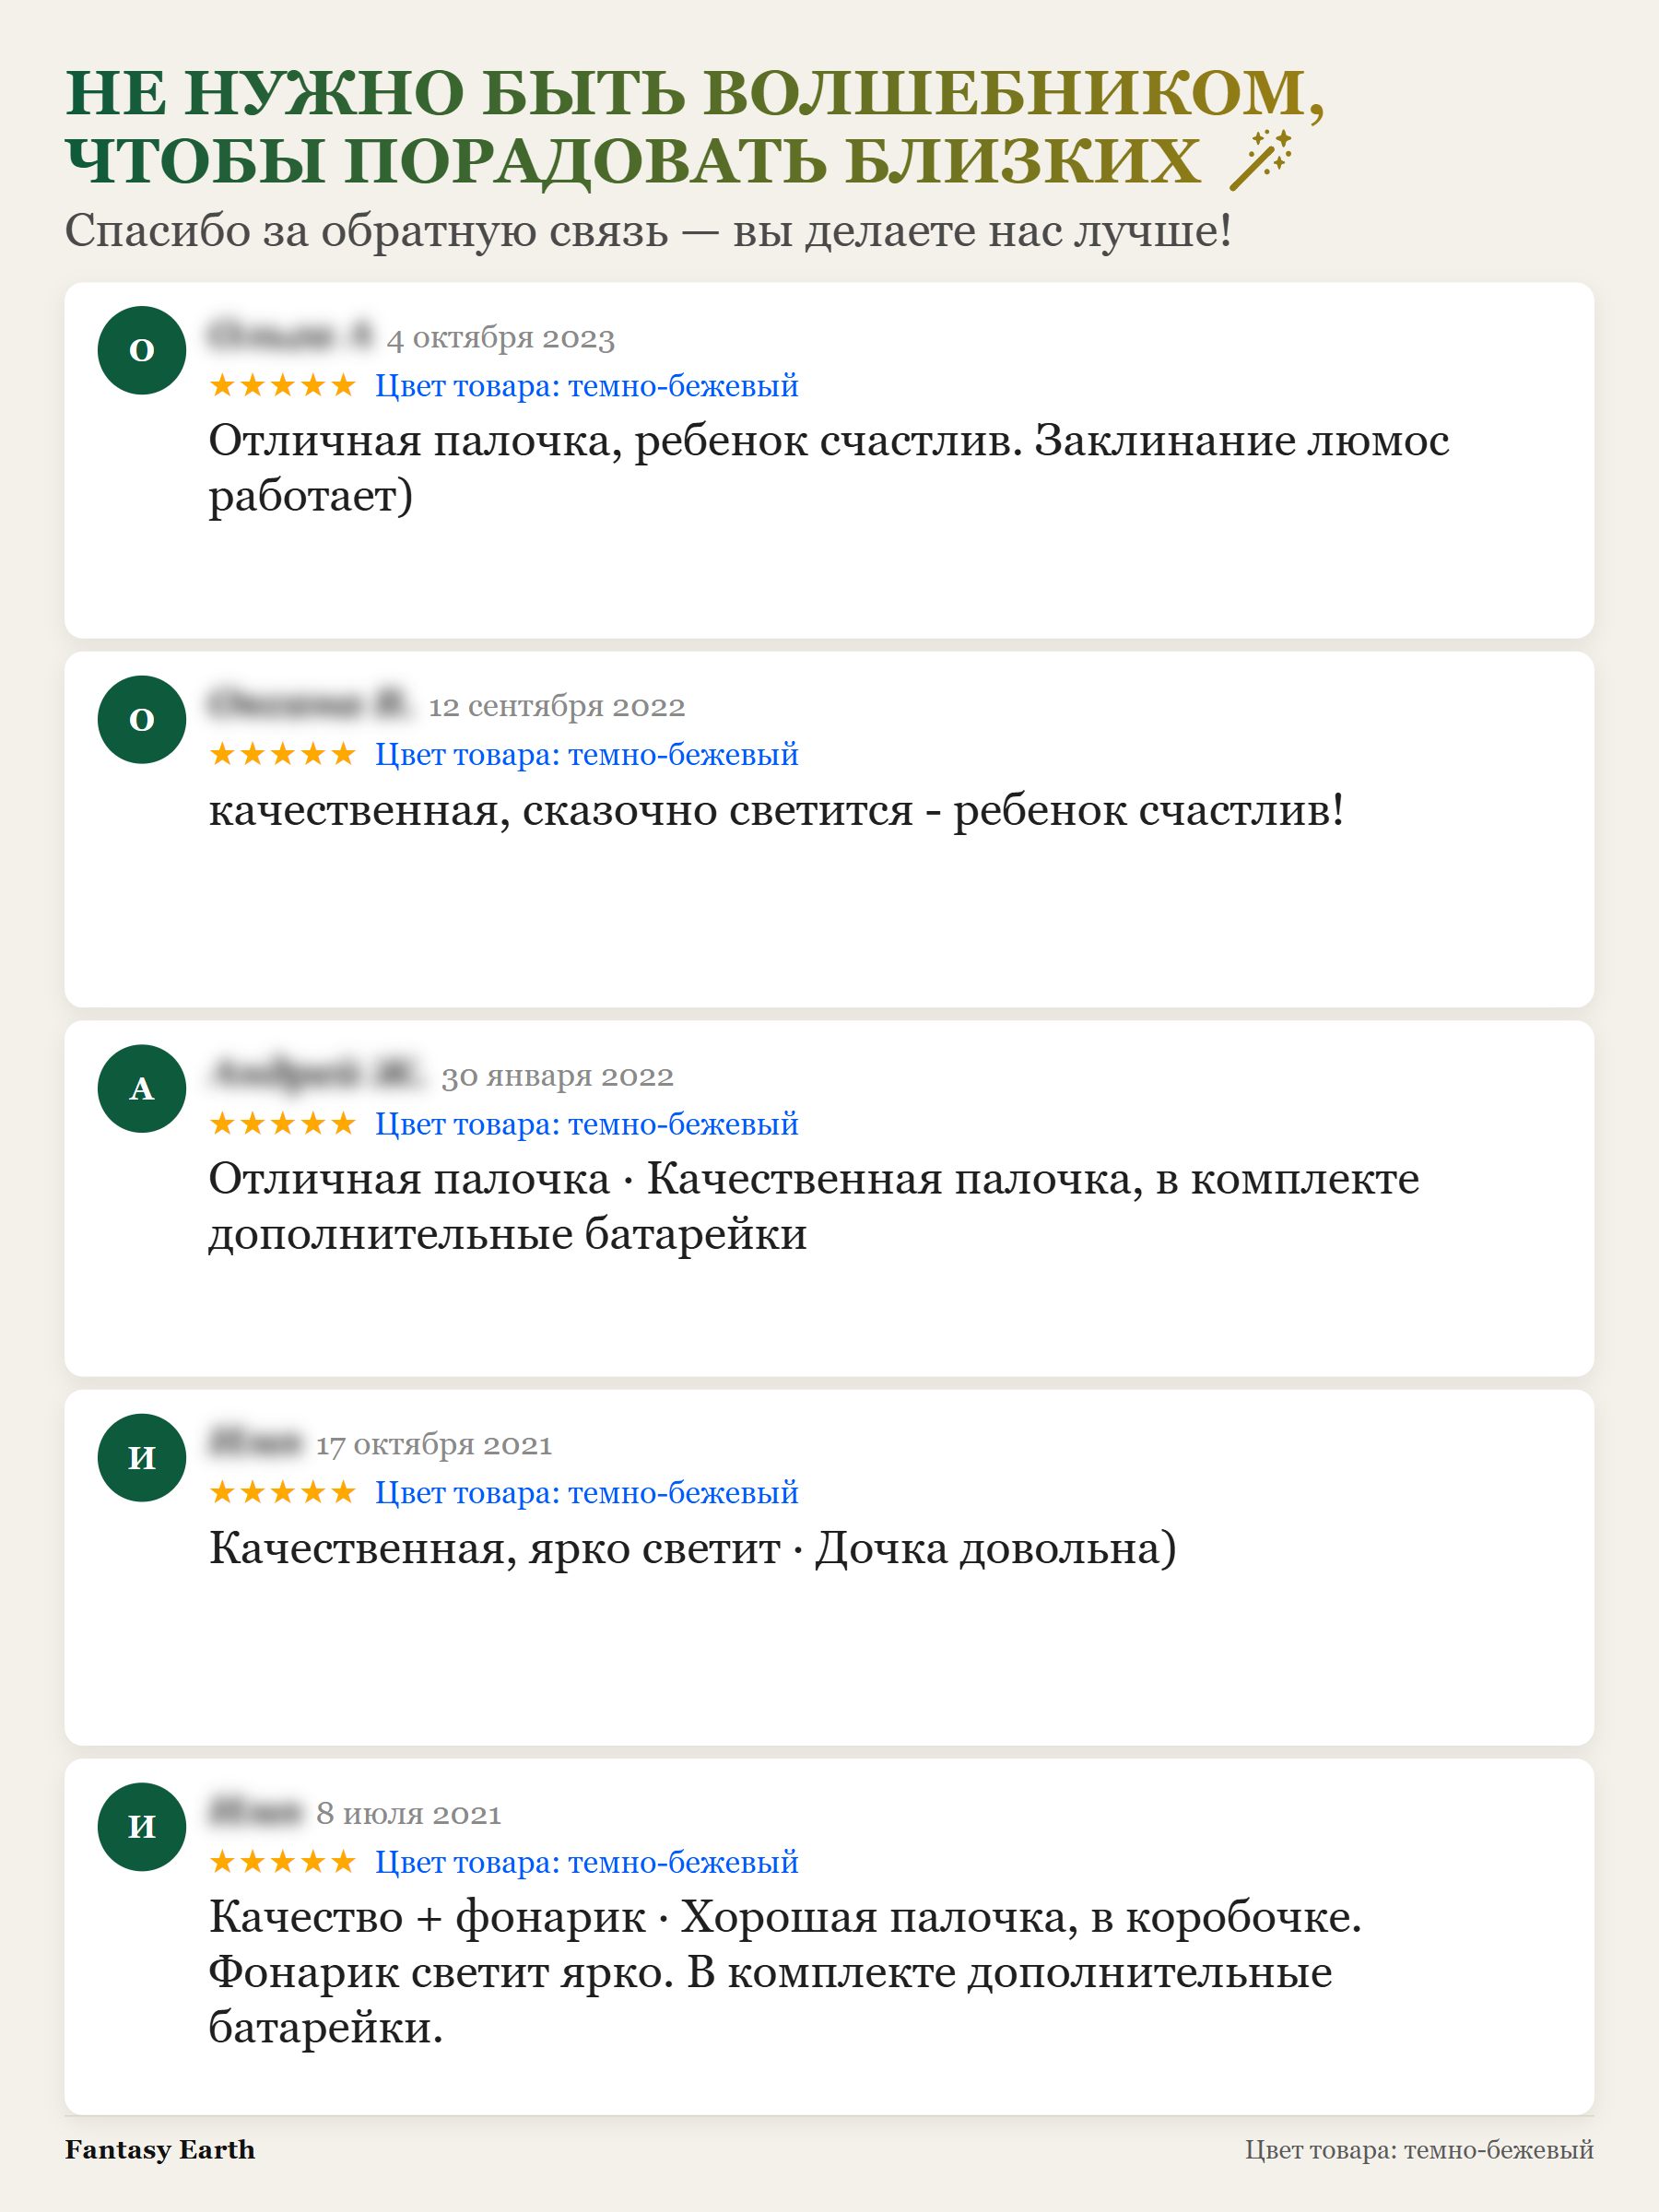 НЕ НУЖНО БЫТЬ ВОЛШЕБНИКОМ,
ЧТОБЫ ПОРАДОВАТЬ БЛИЗКИХ
Спасибо за обратную связь — вы делаете нас лучше!
О
4 октября 2023
★★★★★ Цвет товара: темно-бежевый
Отличная палочка, ребенок счастлив. Заклинание люмос
работает)
О
12 сентября 2022
★★★★★ Цвет товара: темно-бежевый
качественная, сказочно светится - ребенок счастлив!
А
30 января 2022
★★★★★ Цвет товара: темно-бежевый
Отличная палочка · Качественная палочка, в комплекте
дополнительные батарейки
И
17 октября 2021
★★★★★ Цвет товара: темно-бежевый
Качественная, ярко светит · Дочка довольна)
И
8 июля 2021
★★★★★ Цвет товара: темно-бежевый
Качество + фонарик · Хорошая палочка, в коробочке.
Фонарик светит ярко. В комплекте дополнительные
батарейки.
Fantasy Earth
Цвет товара: темно-бежевый